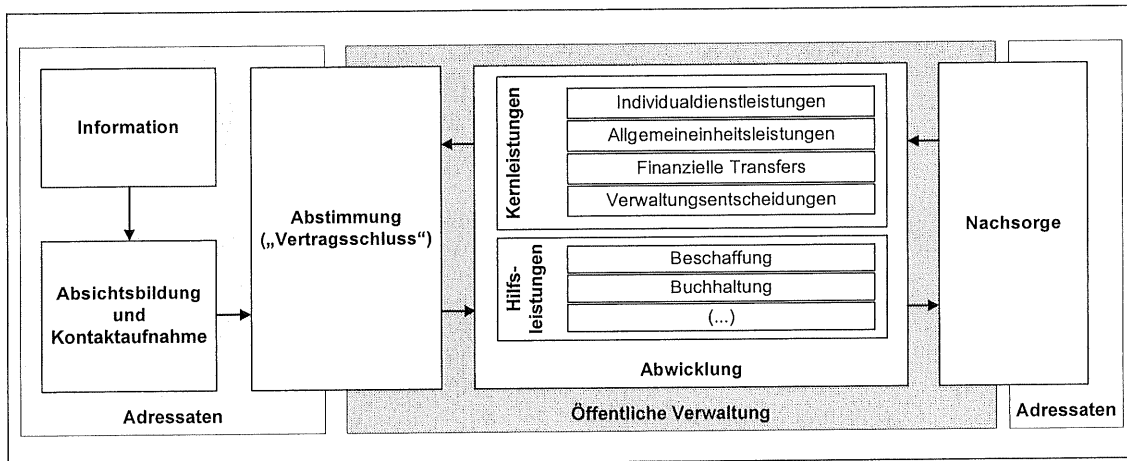 Information
Absichtsbildung
und
Kontaktaufnahme
Adressaten
Abstimmung
(„Vertragsschluss“)
Kernleistungen
Individualdienstleistungen
Allgemeineinheitsleistungen
Finanzielle Transfers
Verwaltungsentscheidungen
Hilfs-
leistungen
Beschaffung
Buchhaltung
(...)
Abwicklung
Öffentliche Verwaltung
Nachsorge
Adressaten